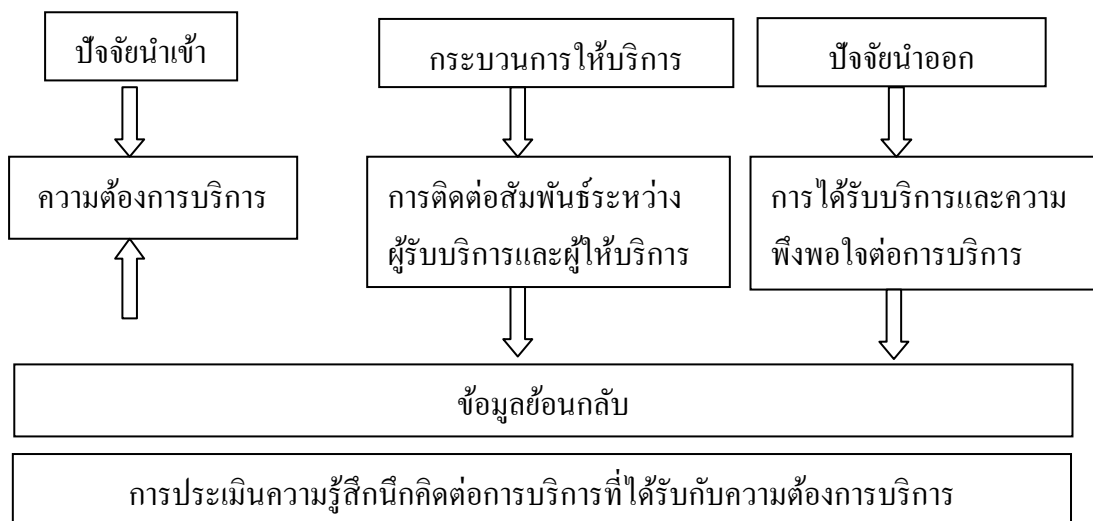 ปัจจัยนำเข้า
กระบวนการให้บริการ
ปัจจัยนำออก
ความต้องการบริการ
การติดต่อสัมพันธ์ระหว่าง
ผู้รับบริการและผู้ให้บริการ
การได้รับบริการและความ
พึงพอใจต่อการบริการ
ข้อมูลย้อนกลับ
การประเมินความรู้สึกนึกคิดต่อการบริการที่ได้รับกับความต้องการบริการ